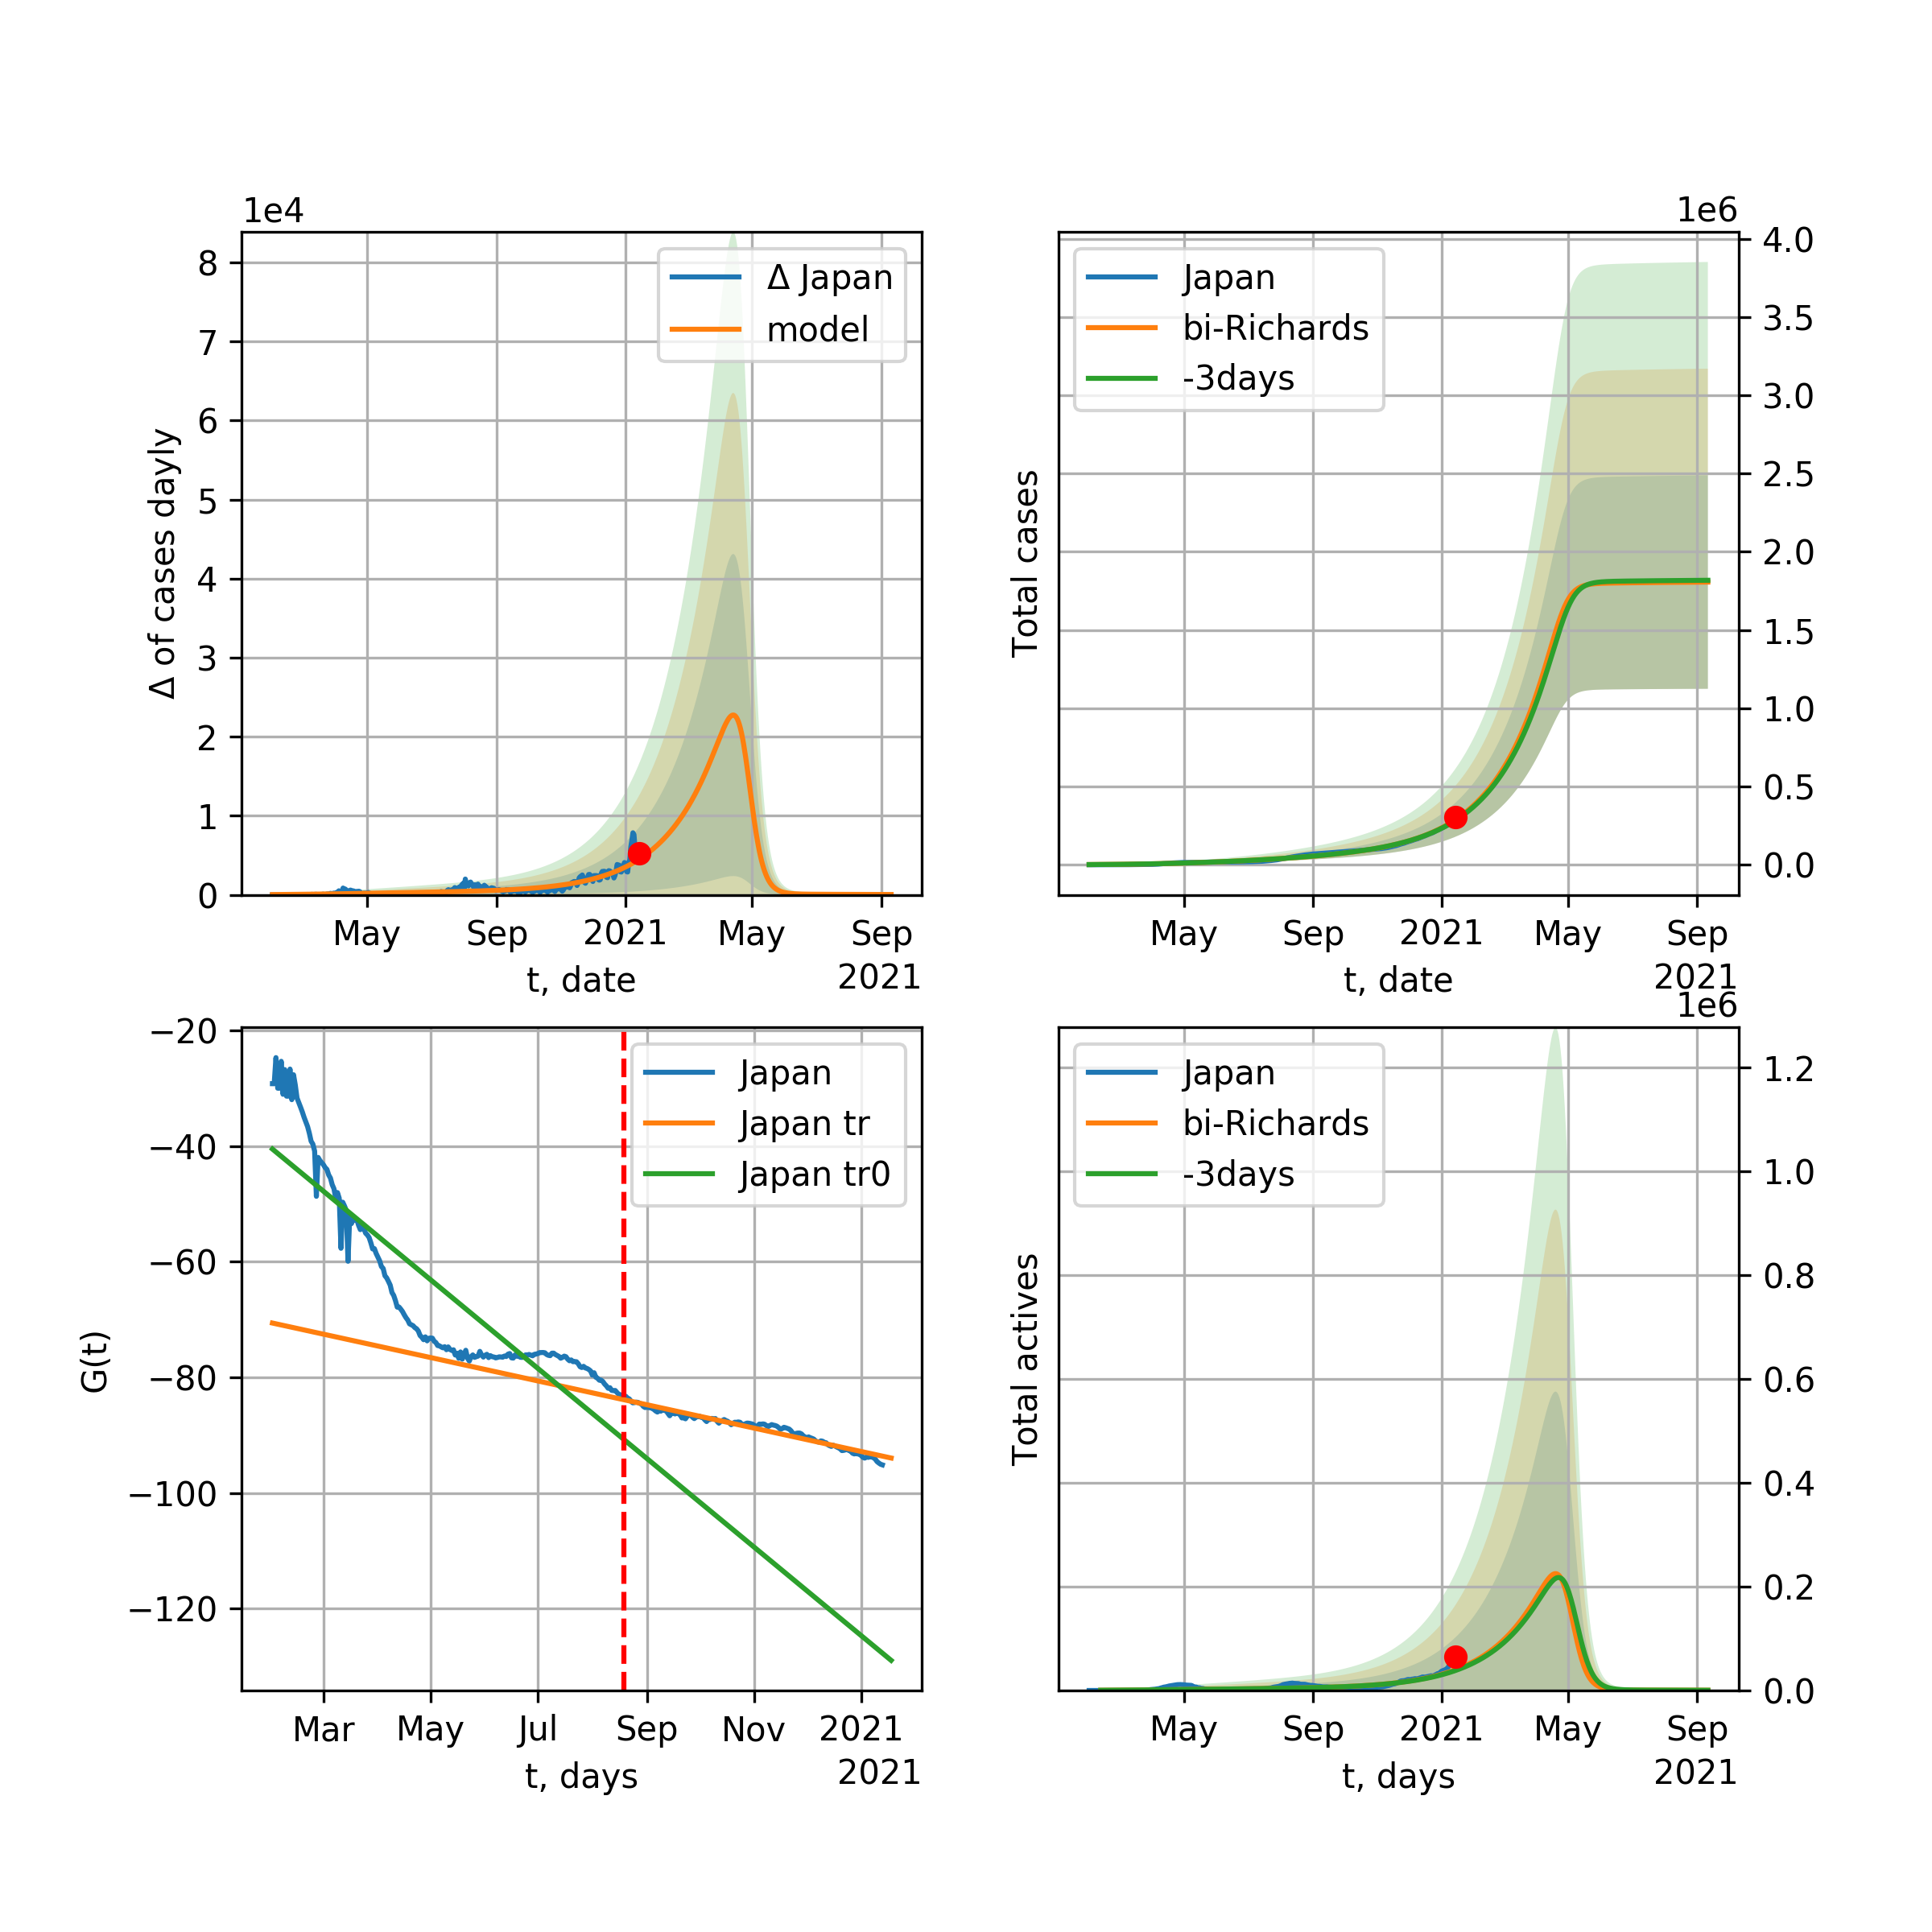 1e4
8
7
6
5
4
3
2
1
0
Δ of cases dayly
Δ Japan
model
May Sep 2021 May Sep
t, date
2021
1e6
4.0
3.5
3.0
2.5
2.0
1.5
1.0
0.5
0.0
Total cases
Japan
bi-Richards
-3days
May Sep 2021 May Sep
t, date
2021
−20
−40
−60
−80
−100
−120
G(t)
Japan
Japan tr
Japan tr0
Mar May Jul Sep Nov 2021
t, days
2021
1e6
1.2
1.0
0.8
0.6
0.4
0.2
0.0
Total actives
Japan
bi-Richards
-3days
May Sep 2021 May Sep
t, days
2021